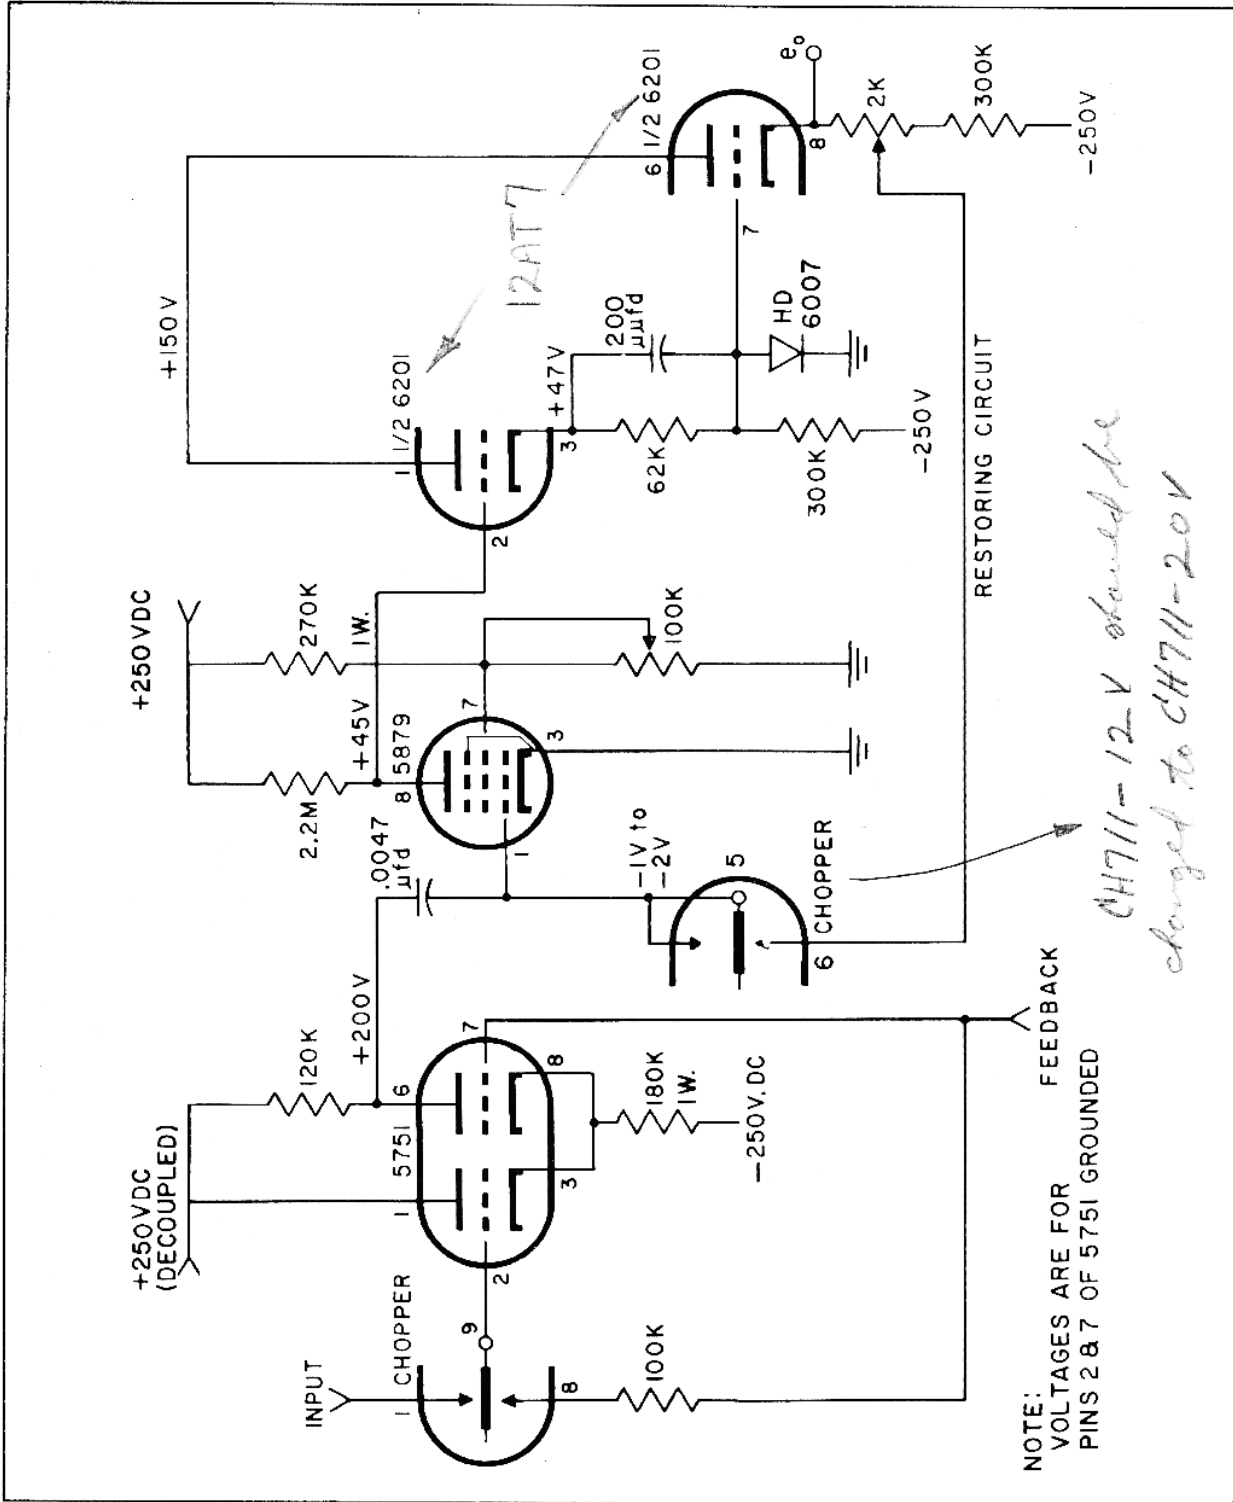 INPUT
1
CHOPPER
9
8
100K
+250VDC
(DECOUPLED)
120K
+200V
1
5751
6
2
7
3
8
180K
1W.
-250V.DC
FEEDBACK
NOTE:
VOLTAGES ARE FOR
PINS 2 & 7 OF 5751 GROUNDED
.0047
µfd
-1V to
-2V
5
6
CHOPPER
+250VDC
2.2M
270K
1W.
+45V
8
5879
1
7
3
100K
+150V
1
1/2 6201
2
3
+47V
62K
300K
-250V
200
µµfd
HD
6007
12AT7
6
1/2 6201
7
8
eo
2K
300K
-250V
RESTORING CIRCUIT
CH711-12V should be
changed to CH711-20V